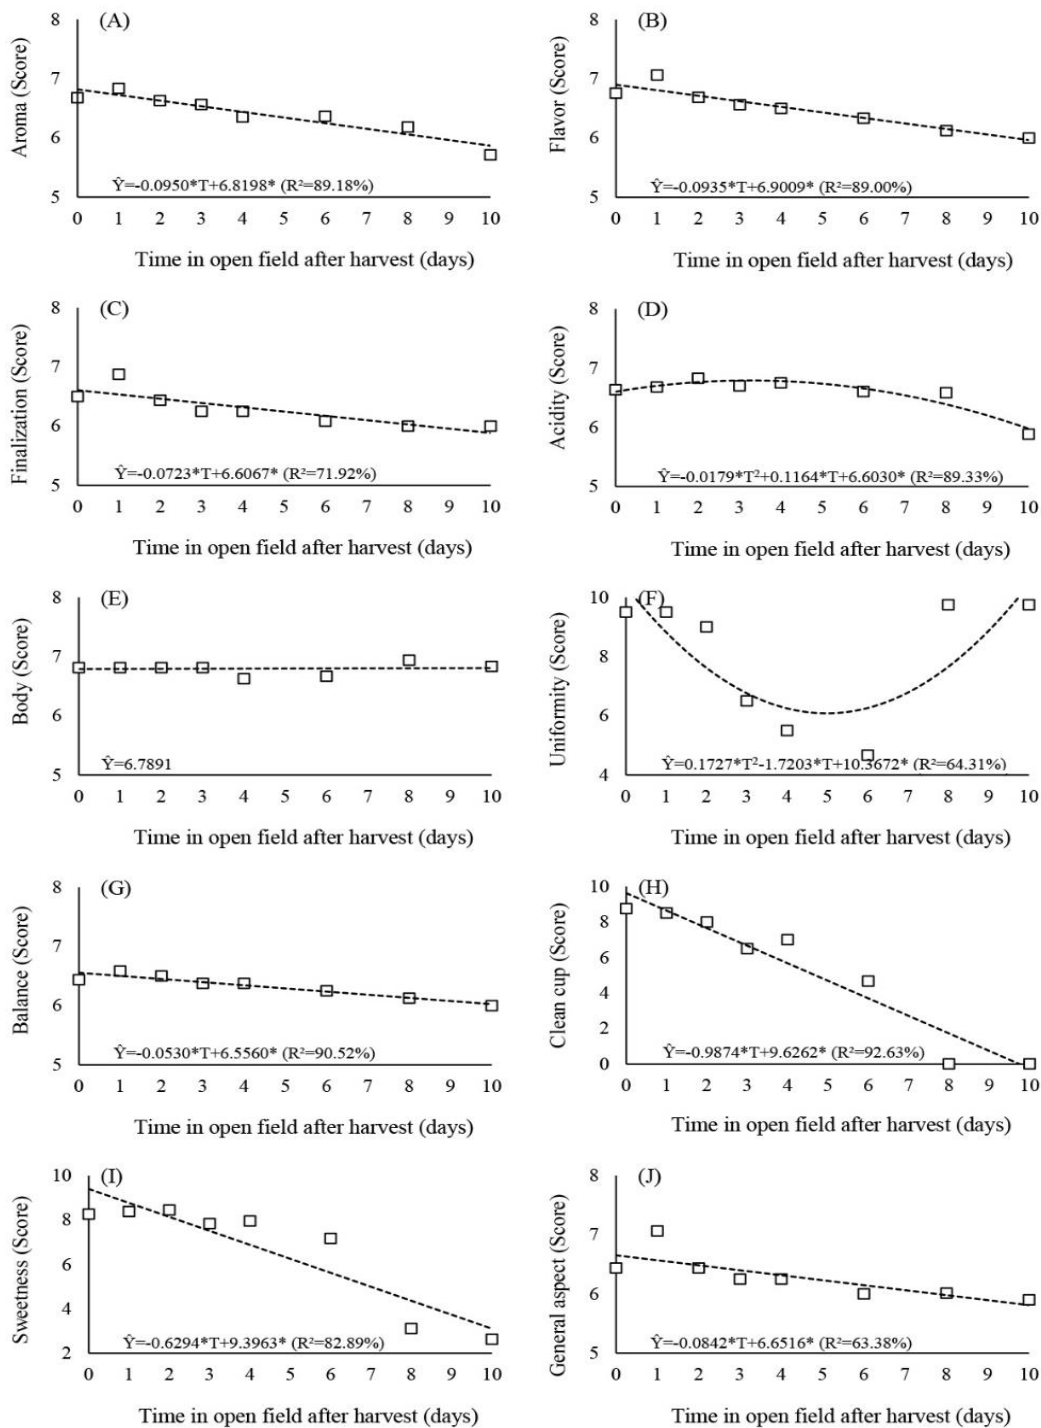 (A)
Aroma (Score)
8
7
6
5
Ŷ=-0.0950*T+6.8198* (R²=89.18%)
0 1 2 3 4 5 6 7 8 9 10
Time in open field after harvest (days)
(B)
Flavor (Score)
8
7
6
5
Ŷ=-0.0935*T+6.9009* (R²=89.00%)
0 1 2 3 4 5 6 7 8 9 10
Time in open field after harvest (days)
(C)
Finalization (Score)
8
7
6
5
Ŷ=-0.0723*T+6.6067* (R²=71.92%)
0 1 2 3 4 5 6 7 8 9 10
Time in open field after harvest (days)
(D)
Acidity (Score)
8
7
6
5
Ŷ=-0.0179*T²+0.1164*T+6.6030* (R²=89.33%)
0 1 2 3 4 5 6 7 8 9 10
Time in open field after harvest (days)
(E)
Body (Score)
8
7
6
5
Ŷ=6.7891
0 1 2 3 4 5 6 7 8 9 10
Time in open field after harvest (days)
(F)
Uniformity (Score)
10
8
6
4
Ŷ=0.1727*T²-1.7203*T+10.3672* (R²=64.31%)
0 1 2 3 4 5 6 7 8 9 10
Time in open field after harvest (days)
(G)
Balance (Score)
8
7
6
5
Ŷ=-0.0530*T+6.5560* (R²=90.52%)
0 1 2 3 4 5 6 7 8 9 10
Time in open field after harvest (days)
(H)
Clean cup (Score)
10
8
6
4
2
0
Ŷ=-0.9874*T+9.6262* (R²=92.63%)
0 1 2 3 4 5 6 7 8 9 10
Time in open field after harvest (days)
(I)
Sweetness (Score)
10
8
6
4
2
Ŷ=-0.6294*T+9.3963* (R²=82.89%)
0 1 2 3 4 5 6 7 8 9 10
Time in open field after harvest (days)
(J)
General aspect (Score)
8
7
6
5
Ŷ=-0.0842*T+6.6516* (R²=63.38%)
0 1 2 3 4 5 6 7 8 9 10
Time in open field after harvest (days)